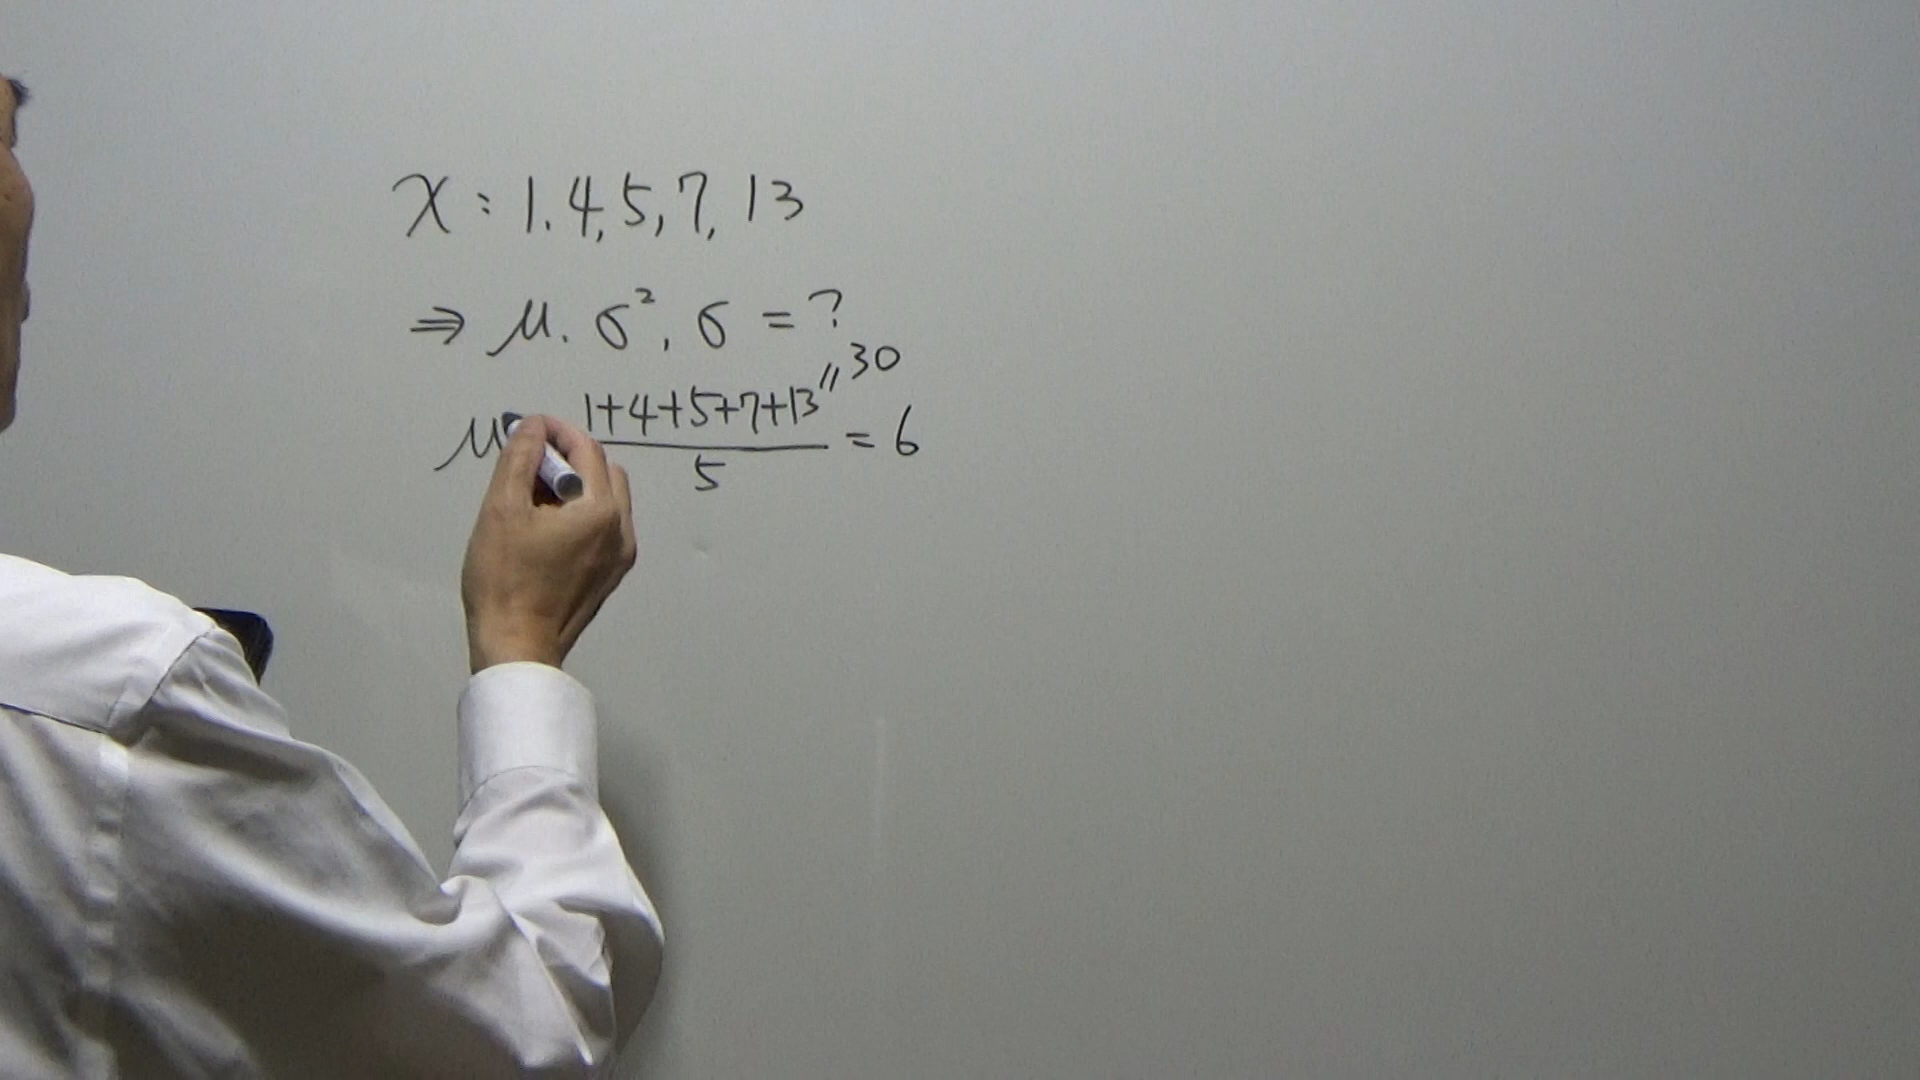 x : 1. 4, 5, 7, 13
⇒ μ. σ², σ = ?
μ 1+4+5+7+13 〃 30
5 = 6